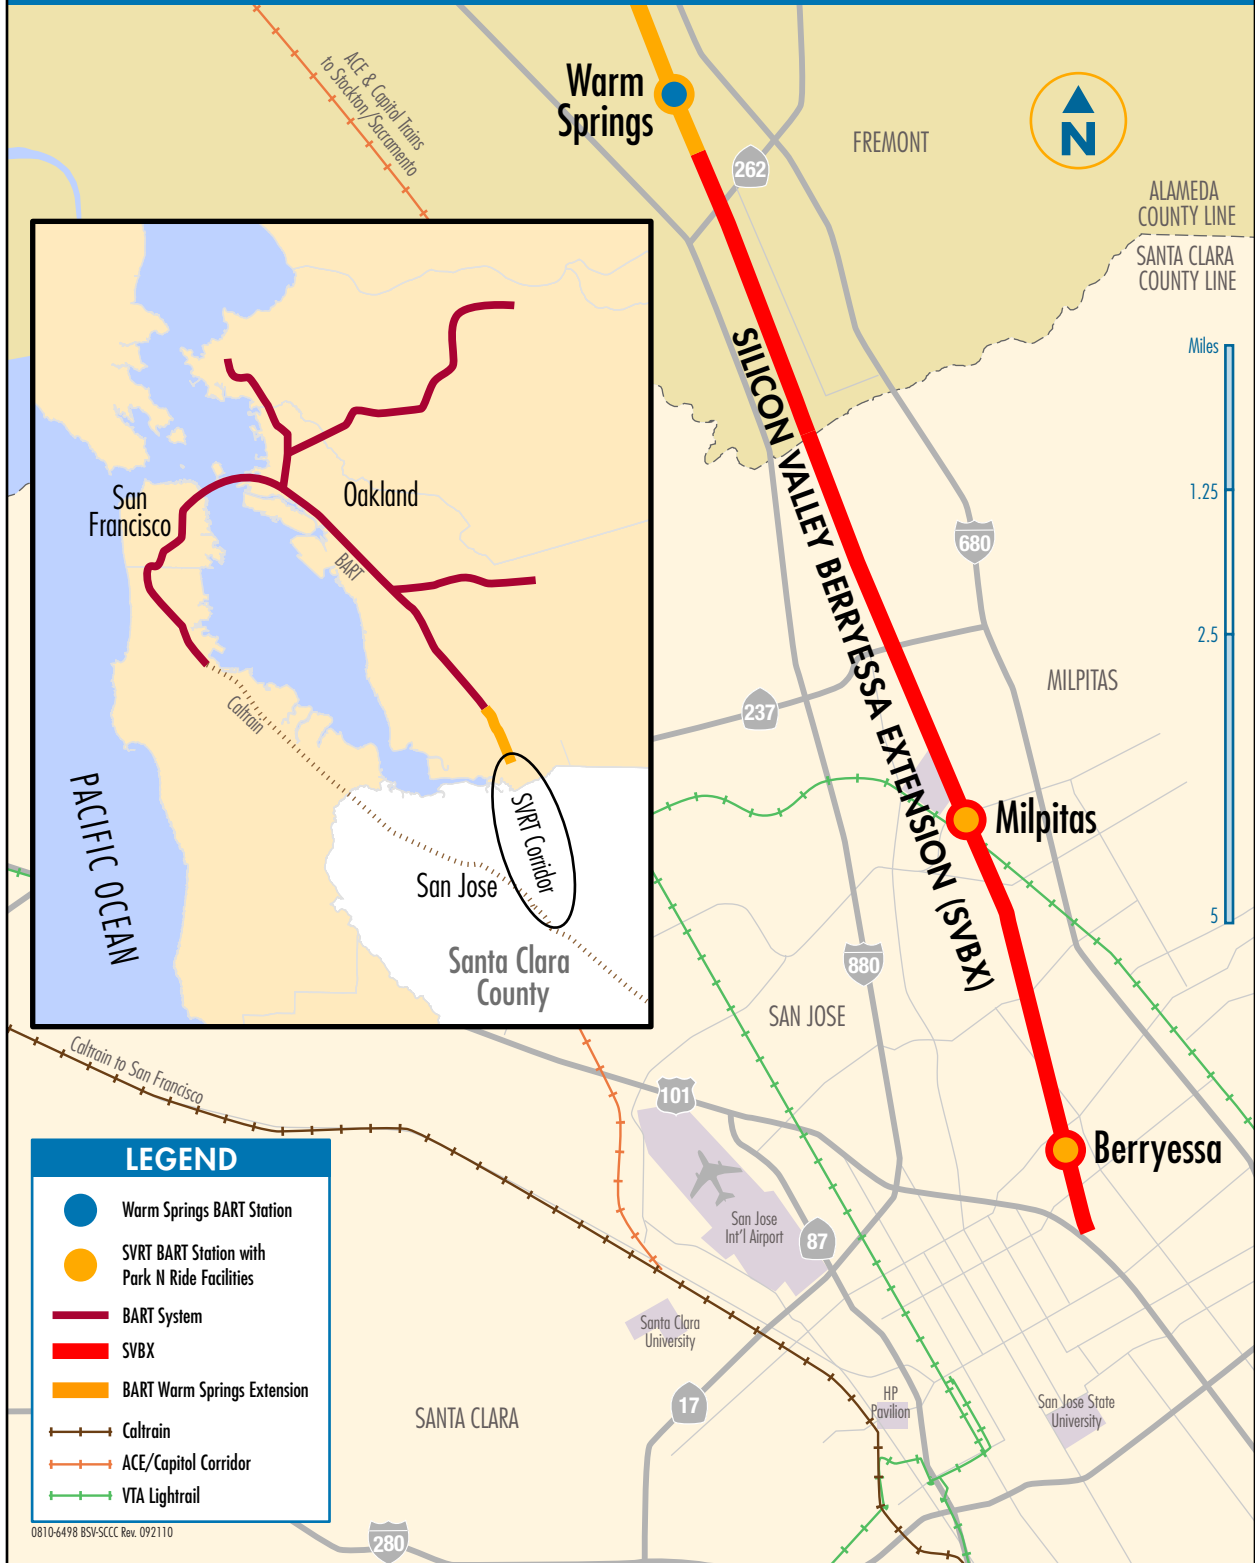 ACE & Capitol Trains
to Stockton/Sacramento
Warm
Springs
262
FREMONT
N
ALAMEDA
COUNTY LINE
SANTA CLARA
COUNTY LINE
Miles
1.25
2.5
5
SILICON VALLEY BERRYESSA EXTENSION (SVBX)
680
237
MILPITAS
Milpitas
880
SAN JOSE
San
Francisco
Oakland
BART
Caltrain
PACIFIC OCEAN
SVRT Corridor
San Jose
Santa Clara
County
Caltrain to San Francisco
101
Berryessa
San Jose
Int'l Airport
87
Santa Clara
University
17
HP
Pavilion
San Jose State
University
SANTA CLARA
280
LEGEND
Warm Springs BART Station
SVRT BART Station with
Park N Ride Facilities
BART System
SVBX
BART Warm Springs Extension
Caltrain
ACE/Capitol Corridor
VTA Lightrail
0810-6498 BSV-SCCC Rev. 092110